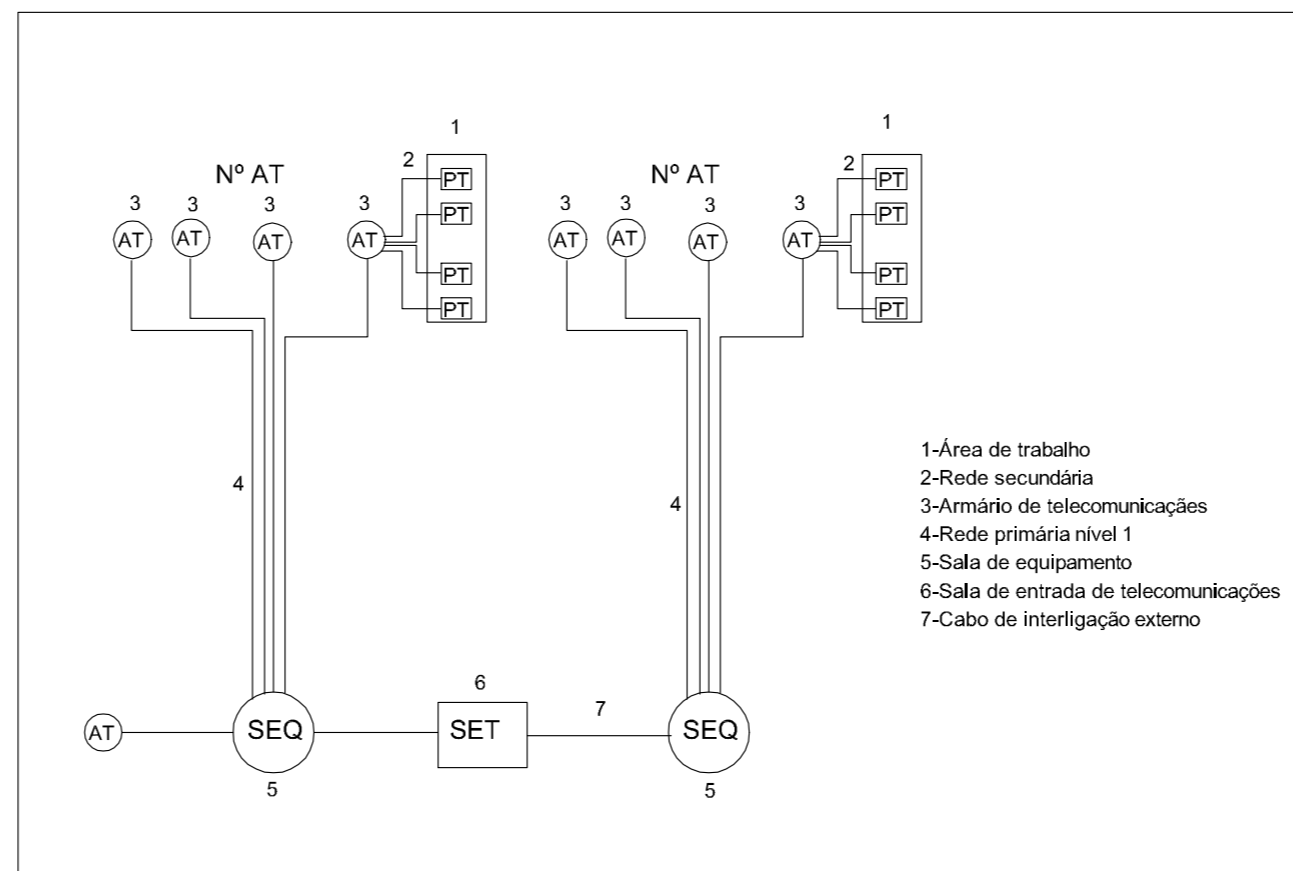 1
1
2
2
Nº AT
Nº AT
3 3 3 3
3 3 3 3
AT AT AT AT
AT AT AT AT
PT
PT
PT
PT
PT
PT
PT
PT
4
4
1-Área de trabalho
2-Rede secundária
3-Armário de telecomunicaçães
4-Rede primária nível 1
5-Sala de equipamento
6-Sala de entrada de telecomunicações
7-Cabo de interligação externo
6
7
AT SEQ SET SEQ
5
5